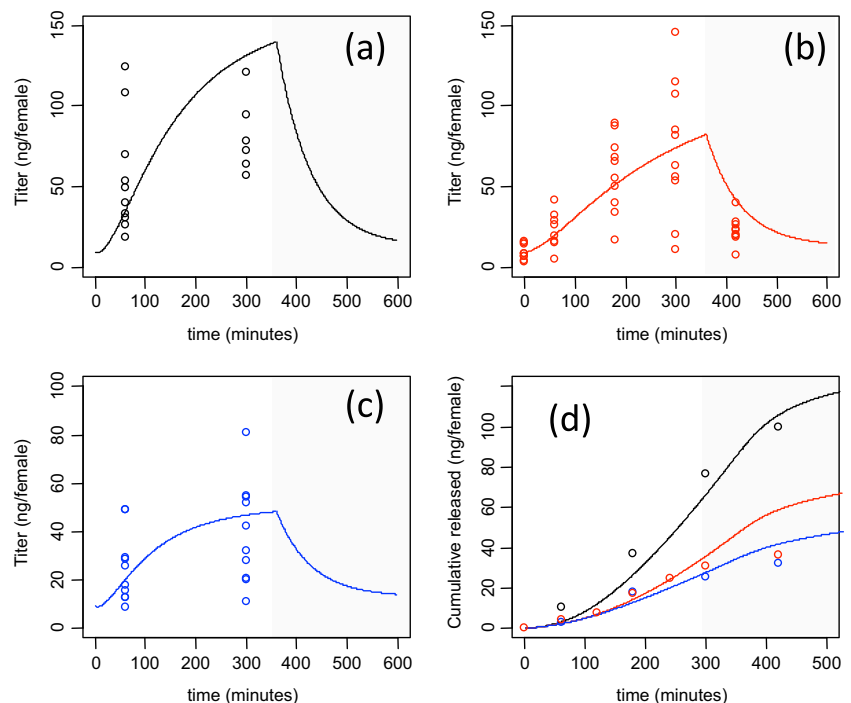 (a)
Titer (ng/female)
150
100
50
0
0 100 200 300 400 500 600
time (minutes)
(b)
Titer (ng/female)
150
100
50
0
0 100 200 300 400 500 600
time (minutes)
(c)
Titer (ng/female)
100
80
60
40
20
0
0 100 200 300 400 500 600
time (minutes)
(d)
Cumulative released (ng/female)
100
80
60
40
20
0
0 100 200 300 400 500
time (minutes)